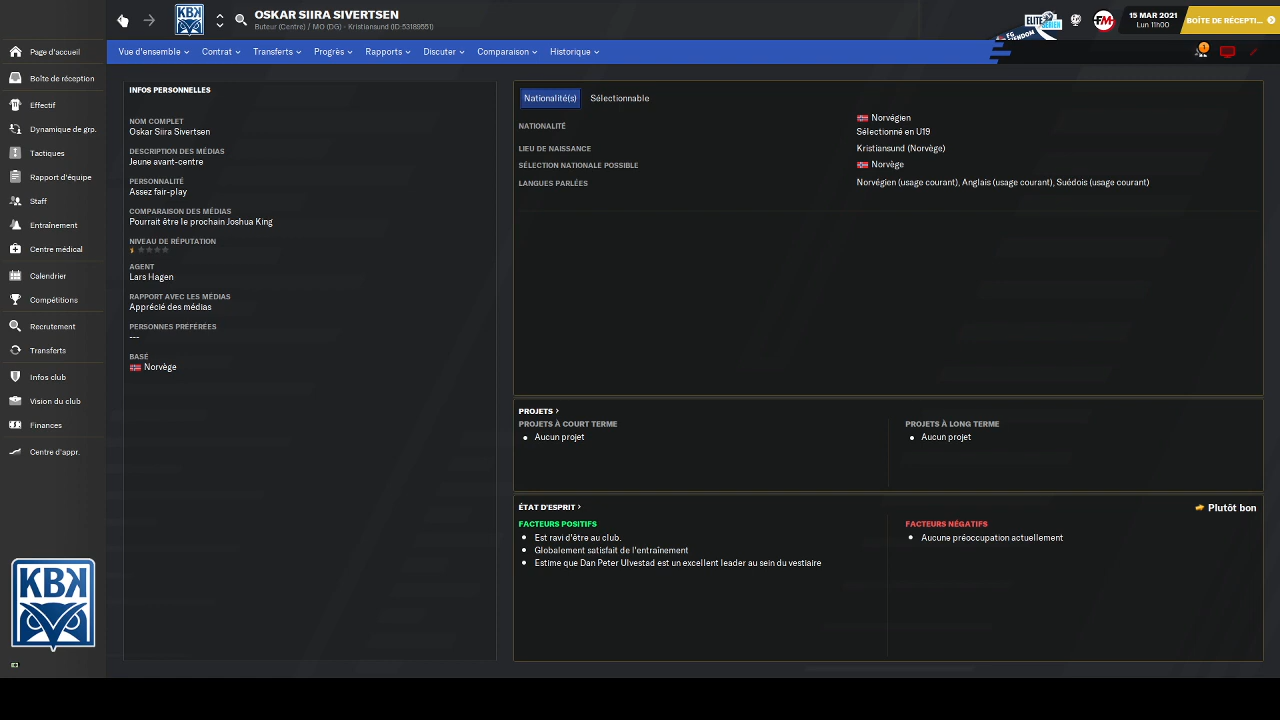 OSKAR SIIRA SIVERTSEN
Buteur (Centre) / MO (DG) - Kristiansund (ID:53189551)
15 MAR 2021
Lun 11h00
BOÎTE DE RÉCEPTI...
Vue d'ensemble
Contrat
Transferts
Progrès
Rapports
Discuter
Comparaison
Historique
1
Page d'accueil
Boîte de réception
Effectif
Dynamique de grp.
Tactiques
Rapport d'équipe
Staff
Entraînement
Centre médical
Calendrier
Compétitions
Recrutement
Transferts
Infos club
Vision du club
Finances
Centre d'appr.
KBK
INFOS PERSONNELLES
NOM COMPLET
Oskar Siira Sivertsen
DESCRIPTION DES MÉDIAS
Jeune avant-centre
PERSONNALITÉ
Assez fair-play
COMPARAISON DES MÉDIAS
Pourrait être le prochain Joshua King
NIVEAU DE RÉPUTATION
AGENT
Lars Hagen
RAPPORT AVEC LES MÉDIAS
Apprécié des médias
PERSONNES PRÉFÉRÉES
---
BASÉ
Norvège
Nationalité(s)
Sélectionnable
NATIONALITÉ
Norvégien
Sélectionné en U19
LIEU DE NAISSANCE
Kristiansund (Norvège)
SÉLECTION NATIONALE POSSIBLE
Norvège
LANGUES PARLÉES
Norvégien (usage courant), Anglais (usage courant), Suédois (usage courant)
PROJETS
PROJETS À COURT TERME
Aucun projet
PROJETS À LONG TERME
Aucun projet
ÉTAT D'ESPRIT
Plutôt bon
FACTEURS POSITIFS
Est ravi d'être au club.
Globalement satisfait de l'entraînement
Estime que Dan Peter Ulvestad est un excellent leader au sein du vestiaire
FACTEURS NÉGATIFS
Aucune préoccupation actuellement